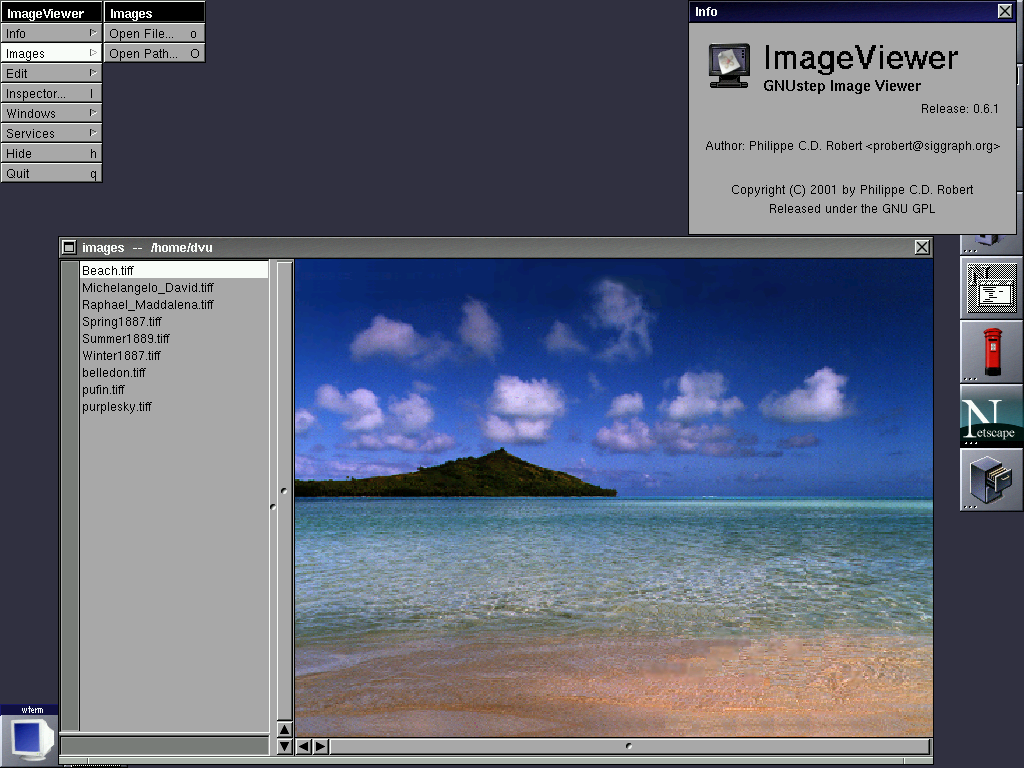 ImageViewer
Info
Images
Edit
Inspector... I
Windows
Services
Hide h
Quit q
Images
Open File... o
Open Path... O
Info
ImageViewer
GNUstep Image Viewer
Release: 0.6.1
Author: Philippe C.D. Robert <probert@siggraph.org>
Copyright (C) 2001 by Philippe C.D. Robert
Released under the GNU GPL
images -- /home/dvu
Beach.tiff
Michelangelo_David.tiff
Raphael_Maddalena.tiff
Spring1887.tiff
Summer1889.tiff
Winter1887.tiff
belledon.tiff
pufin.tiff
purplesky.tiff
N
Netscape
wterm